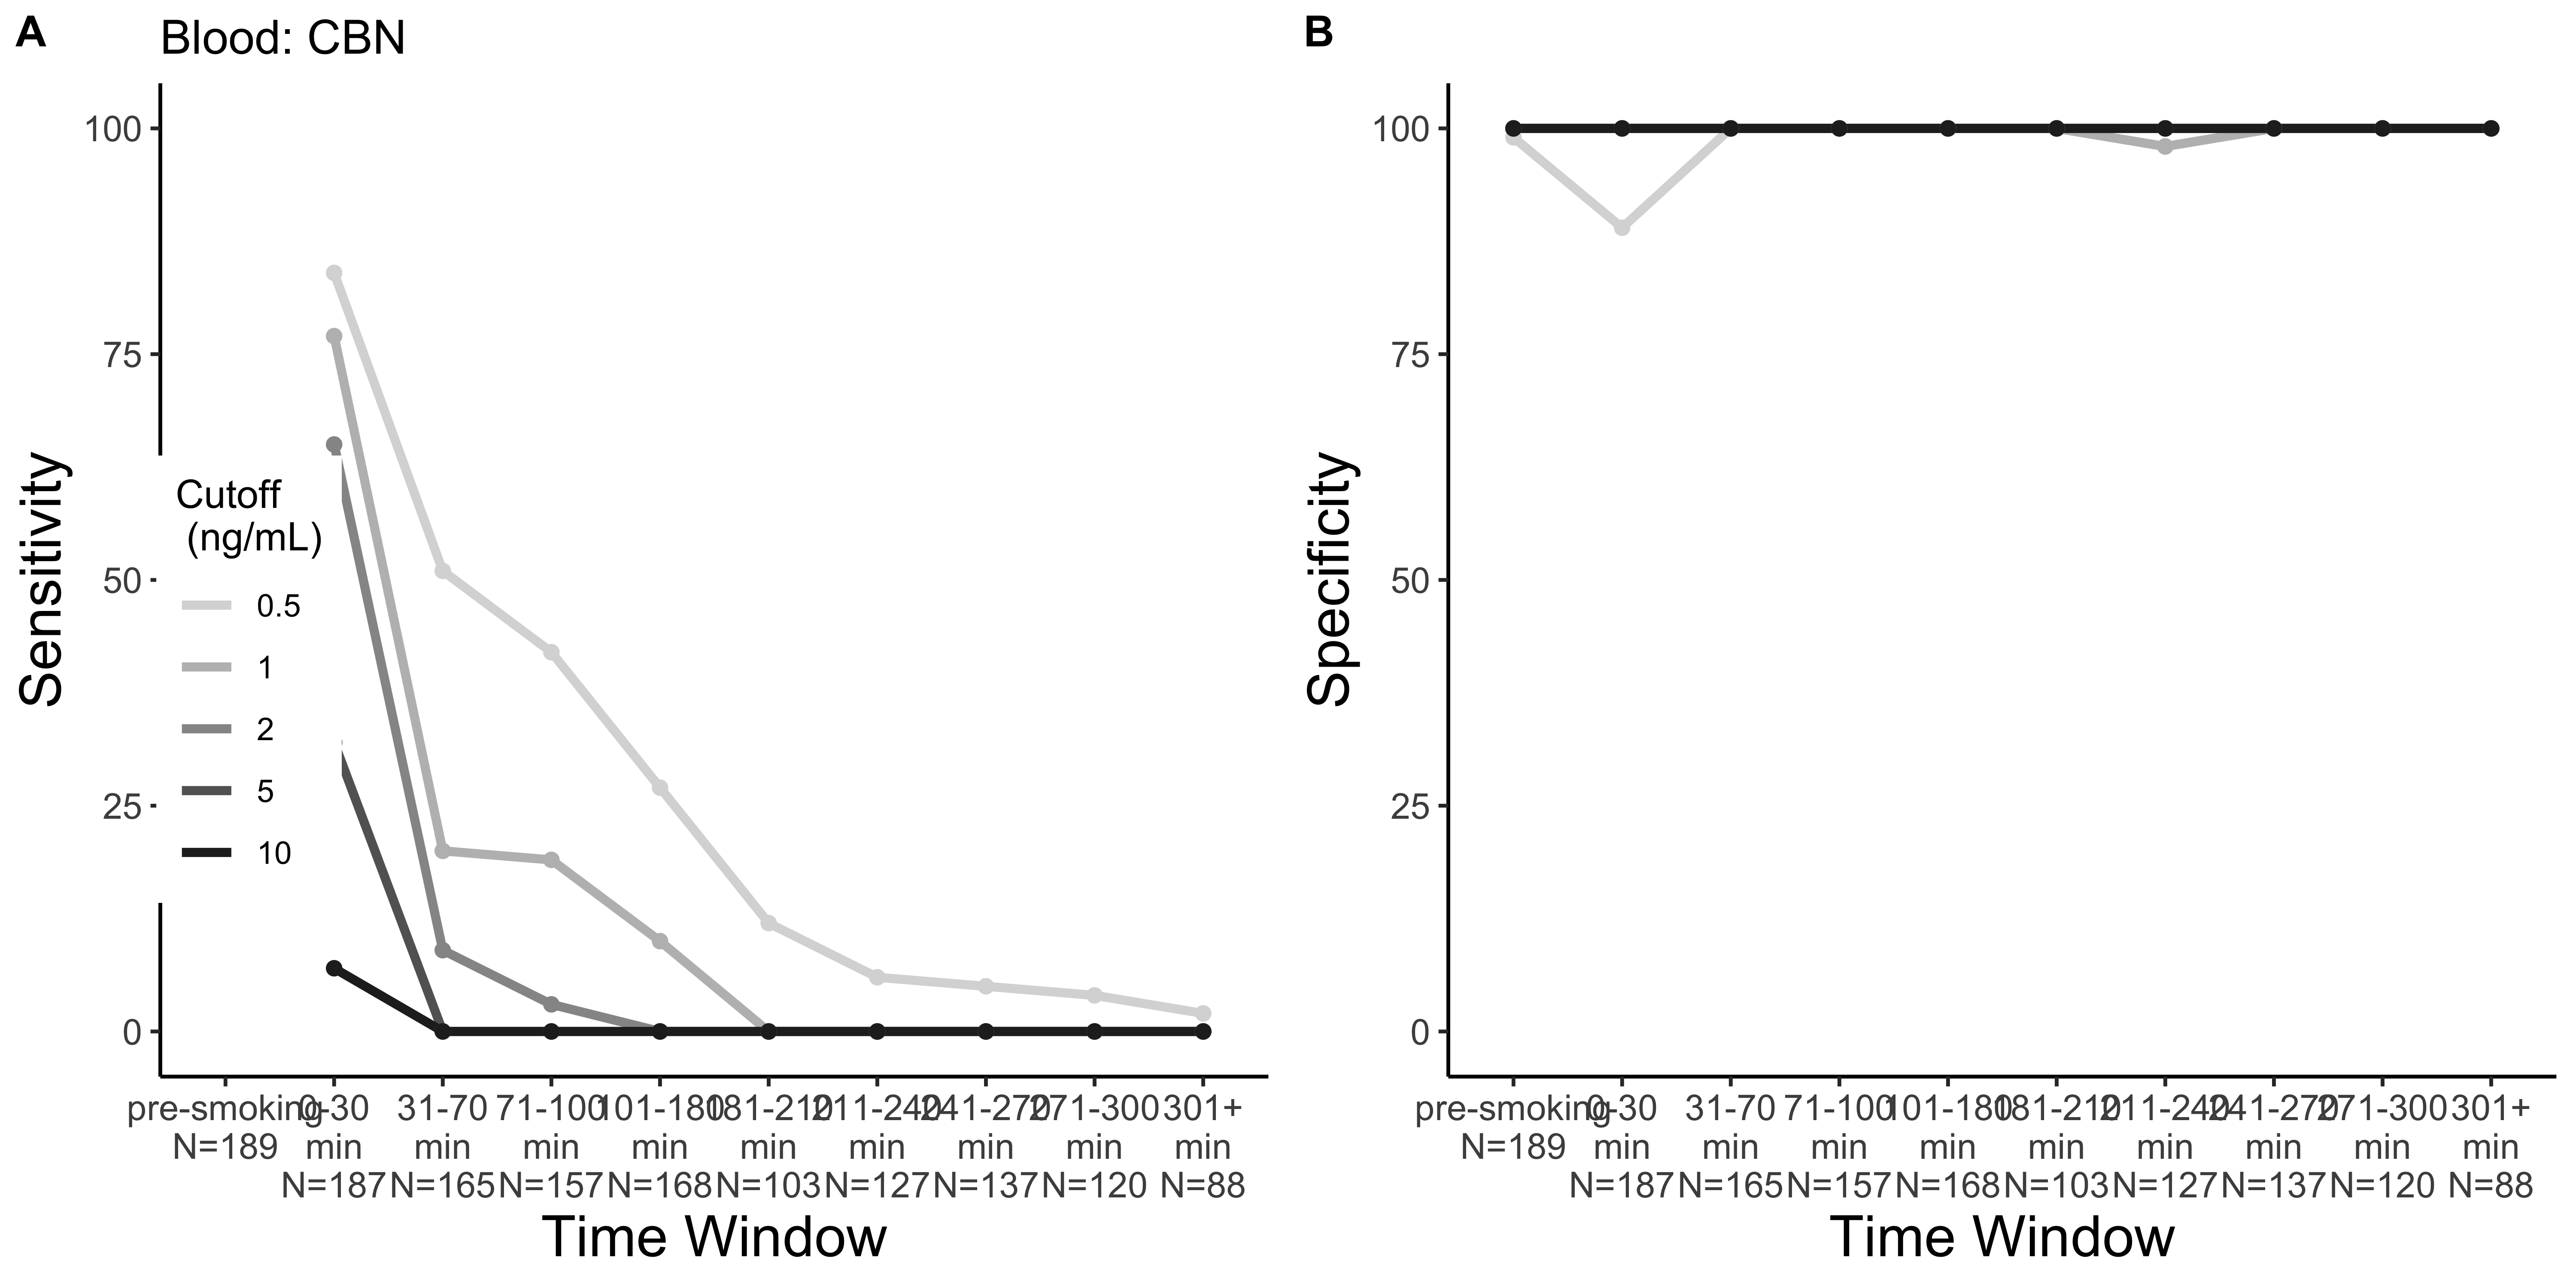 A
Blood: CBN
Sensitivity
100
75
50
25
0
Cutoff
(ng/mL)
0.5
1
2
5
10
pre-smoking
N=189
0-30
min
N=187
31-70
min
N=165
71-100
min
N=157
101-180
min
N=168
181-210
min
N=103
211-240
min
N=127
241-270
min
N=137
271-300
min
N=120
301+
min
N=88
Time Window
B
Specificity
100
75
50
25
0
pre-smoking
N=189
0-30
min
N=187
31-70
min
N=165
71-100
min
N=157
101-180
min
N=168
181-210
min
N=103
211-240
min
N=127
241-270
min
N=137
271-300
min
N=120
301+
min
N=88
Time Window